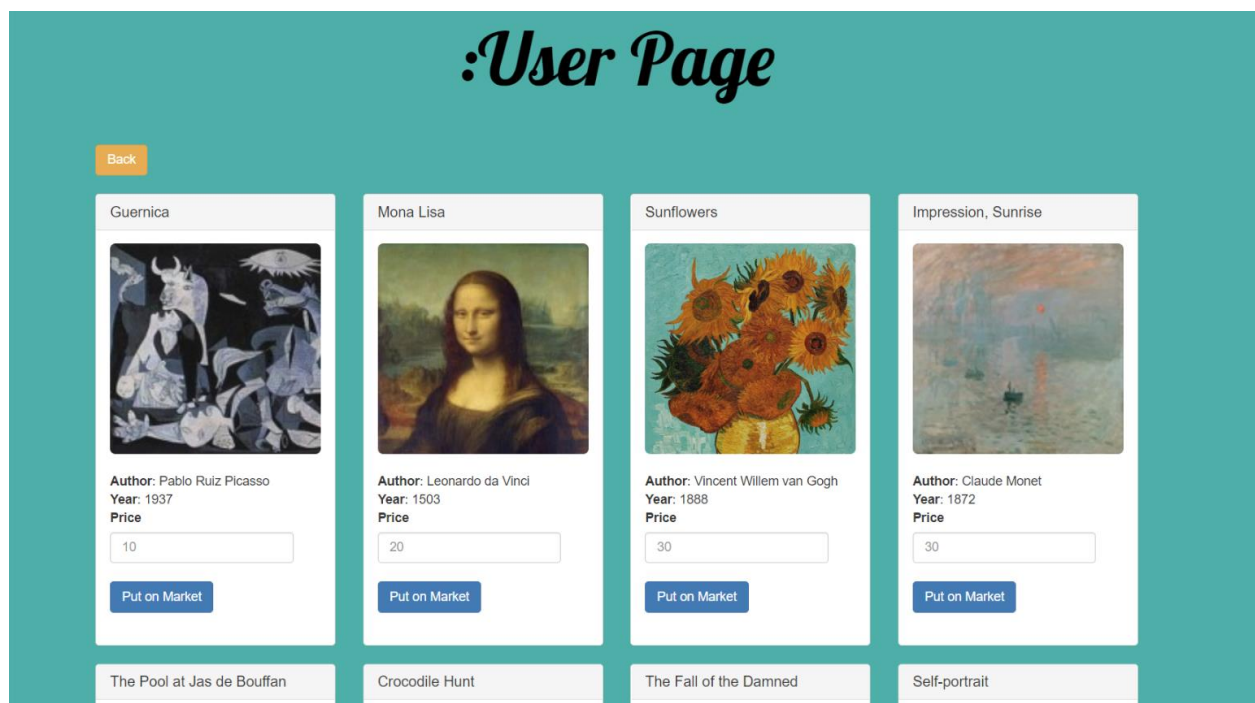 :User Page
Back
Guernica
Mona Lisa
Sunflowers
Impression, Sunrise
Author: Pablo Ruiz Picasso
Year: 1937
Price
10
Put on Market
Author: Leonardo da Vinci
Year: 1503
Price
20
Put on Market
Author: Vincent Willem van Gogh
Year: 1888
Price
30
Put on Market
Author: Claude Monet
Year: 1872
Price
30
Put on Market
The Pool at Jas de Bouffan
Crocodile Hunt
The Fall of the Damned
Self-portrait